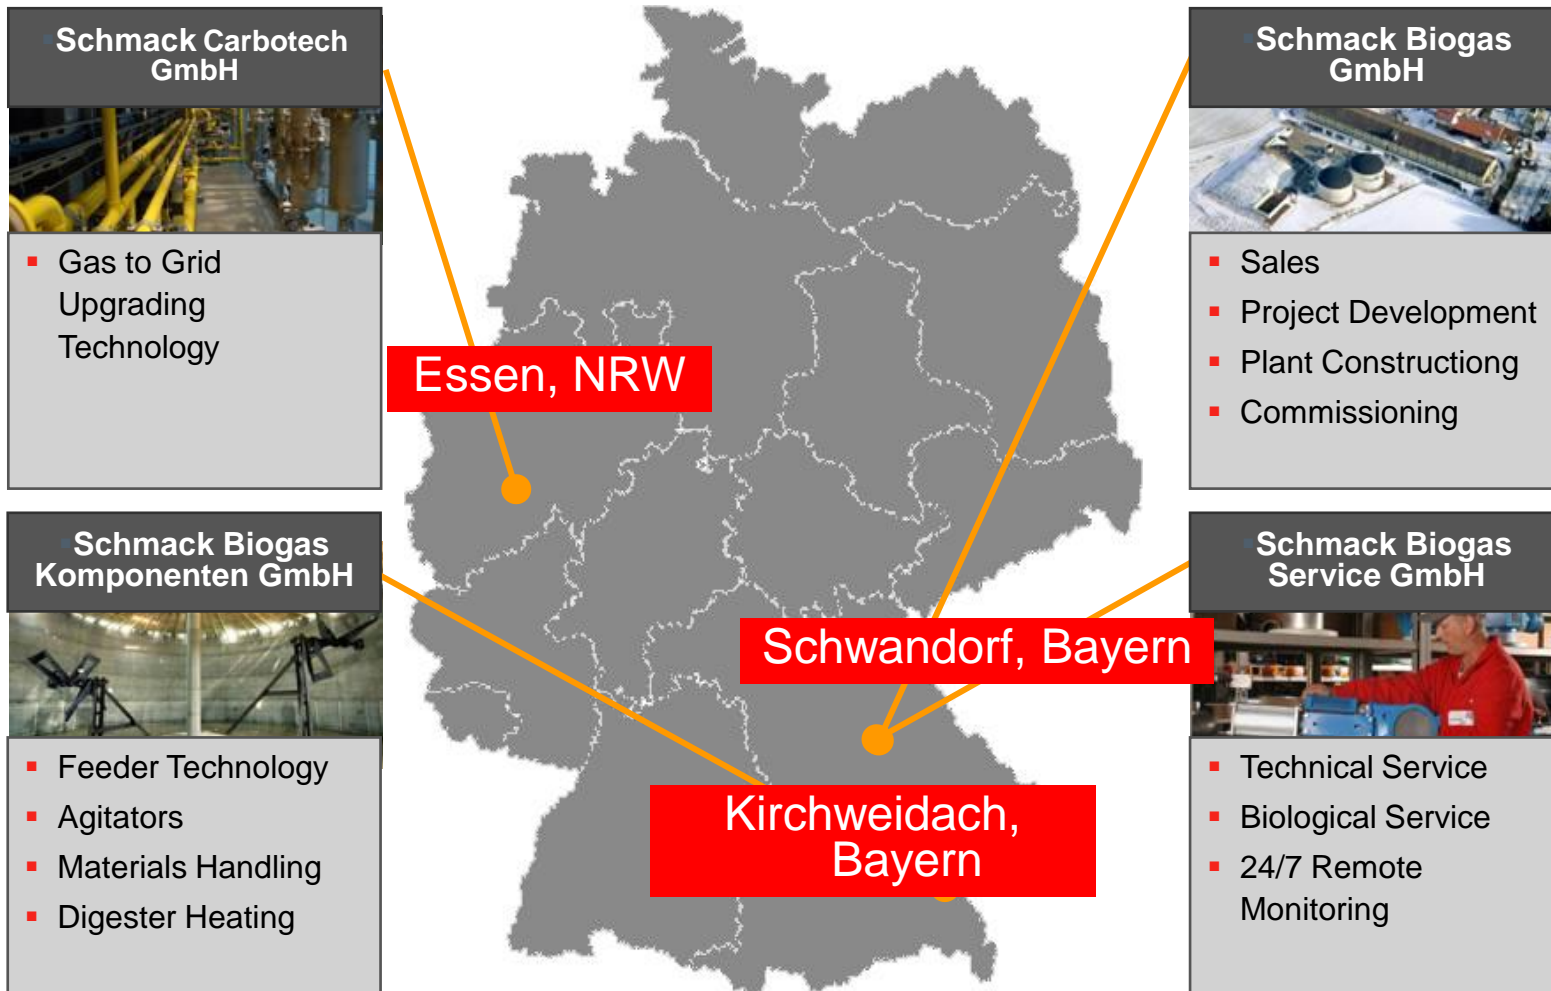 Schmack Carbotech
GmbH
▪ Gas to Grid
Upgrading
Technology
Schmack Biogas
GmbH
▪ Sales
▪ Project Development
▪ Plant Constructiong
▪ Commissioning
Essen, NRW
Schwandorf, Bayern
Kirchweidach,
Bayern
Schmack Biogas
Komponenten GmbH
▪ Feeder Technology
▪ Agitators
▪ Materials Handling
▪ Digester Heating
Schmack Biogas
Service GmbH
▪ Technical Service
▪ Biological Service
▪ 24/7 Remote
Monitoring